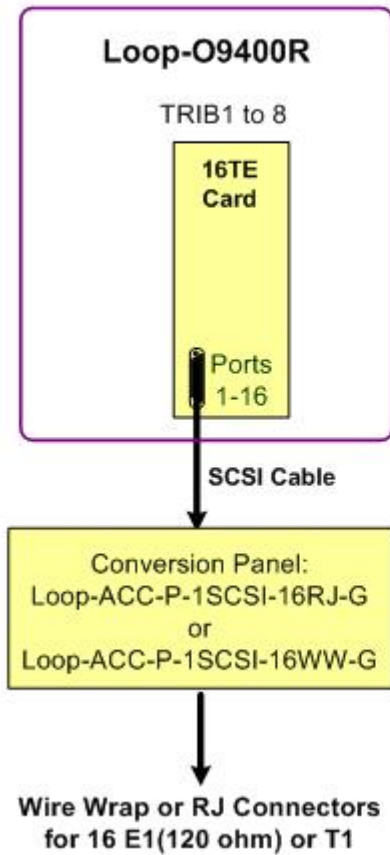 Loop-O9400R
TRIB1 to 8
16TE
Card
Ports
1-16
SCSI Cable
Conversion Panel:
Loop-ACC-P-1SCSI-16RJ-G
or
Loop-ACC-P-1SCSI-16WW-G
Wire Wrap or RJ Connectors
for 16 E1(120 ohm) or T1